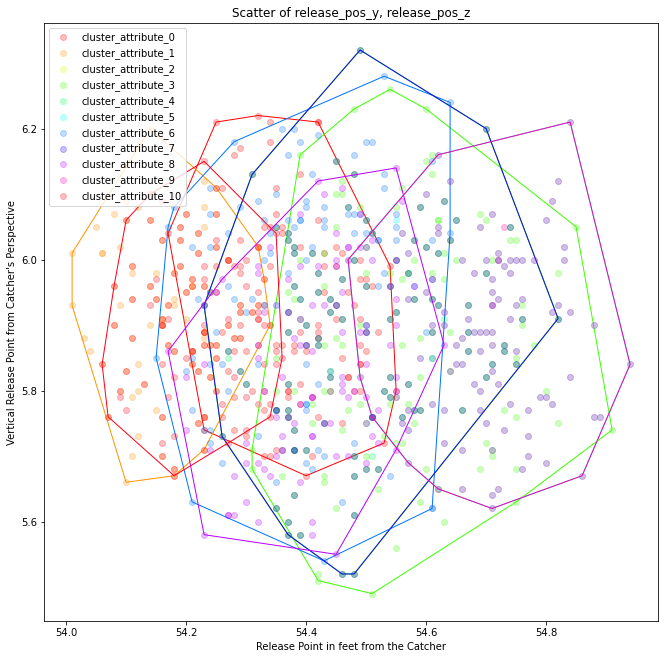 Scatter of release_pos_y, release_pos_z
cluster_attribute_0
cluster_attribute_1
cluster_attribute_2
cluster_attribute_3
cluster_attribute_4
cluster_attribute_5
cluster_attribute_6
cluster_attribute_7
cluster_attribute_8
cluster_attribute_9
cluster_attribute_10
Vertical Release Point from Catcher's Perspective
6.2
6.0
5.8
5.6
54.0 54.2 54.4 54.6 54.8
Release Point in feet from the Catcher